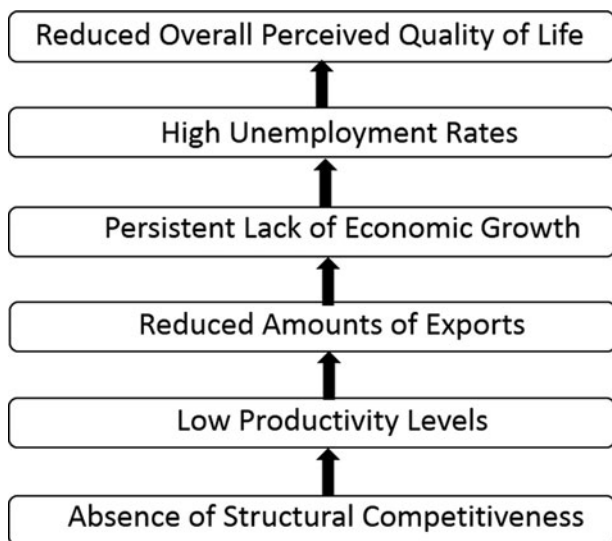 Reduced Overall Perceived Quality of Life
High Unemployment Rates
Persistent Lack of Economic Growth
Reduced Amounts of Exports
Low Productivity Levels
Absence of Structural Competitiveness